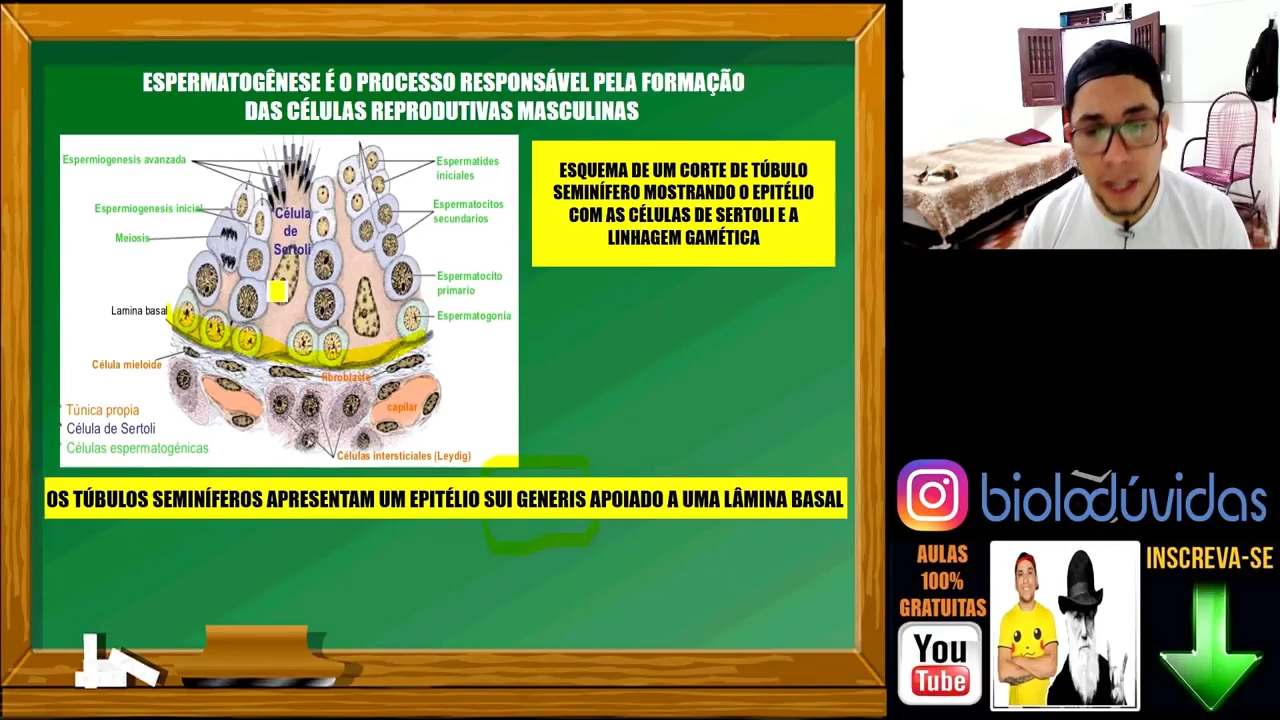 ESPERMATOGÊNESE É O PROCESSO RESPONSÁVEL PELA FORMAÇÃO
DAS CÉLULAS REPRODUTIVAS MASCULINAS
Espermiogenesis avanzada
Espermiogenesis inicial
Meiosis
Lamina basal
Célula mieloide
Túnica propia
Célula de Sertoli
Células espermatogénicas
Célula
de
Sertoli
Espermatides
iniciales
Espermatocitos
secundarios
Espermatocito
primario
Espermatogonia
fibroblasto
capilar
Células intersticiales (Leydig)
ESQUEMA DE UM CORTE DE TÚBULO
SEMINÍFERO MOSTRANDO O EPITÉLIO
COM AS CÉLULAS DE SERTOLI E A
LINHAGEM GAMÉTICA
OS TÚBULOS SEMINÍFEROS APRESENTAM UM EPITÉLIO SUI GENERIS APOIADO A UMA LÂMINA BASAL
biolodúvidas
AULAS
100%
GRATUITAS
You
Tube
INSCREVA-SE